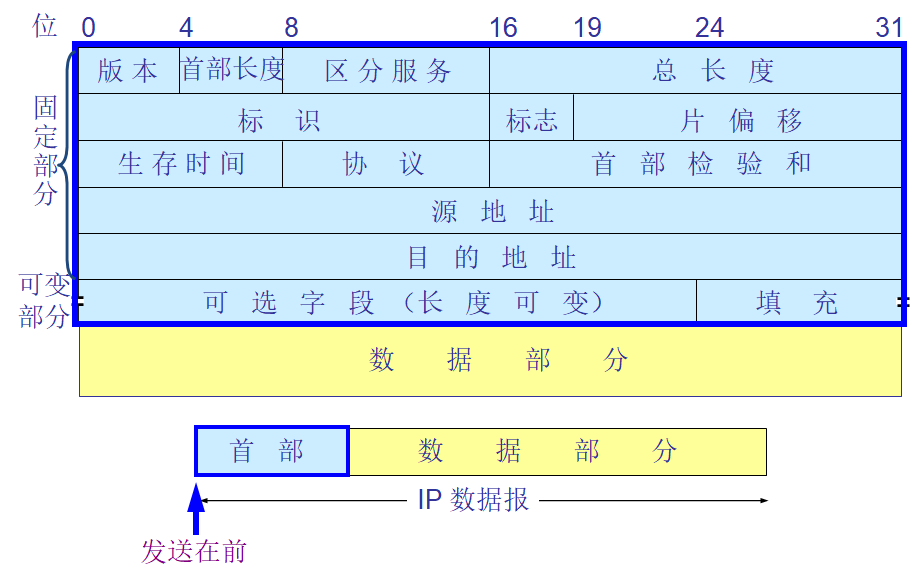 位 0 4 8 16 19 24 31
版本 首部长度 区分服务 总长度
标识 标志 片偏移
生存时间 协议 首部检验和
源地址
目的地址
可选字段（长度可变） 填充
固定部分
可变部分
数据部分
首部 数据部分
IP 数据报
发送在前